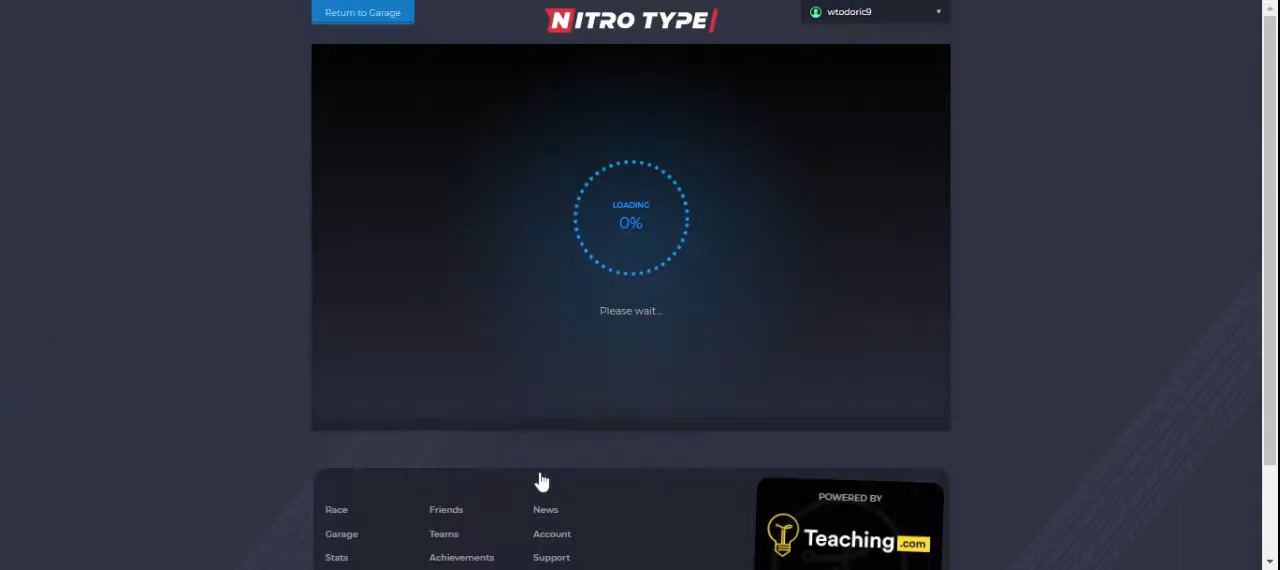 Return to Garage
NITRO TYPE
wtodoric9
LOADING
0%
Please wait...
Race
Friends
News
Garage
Teams
Account
Stats
Achievements
Support
POWERED BY
Teaching.com